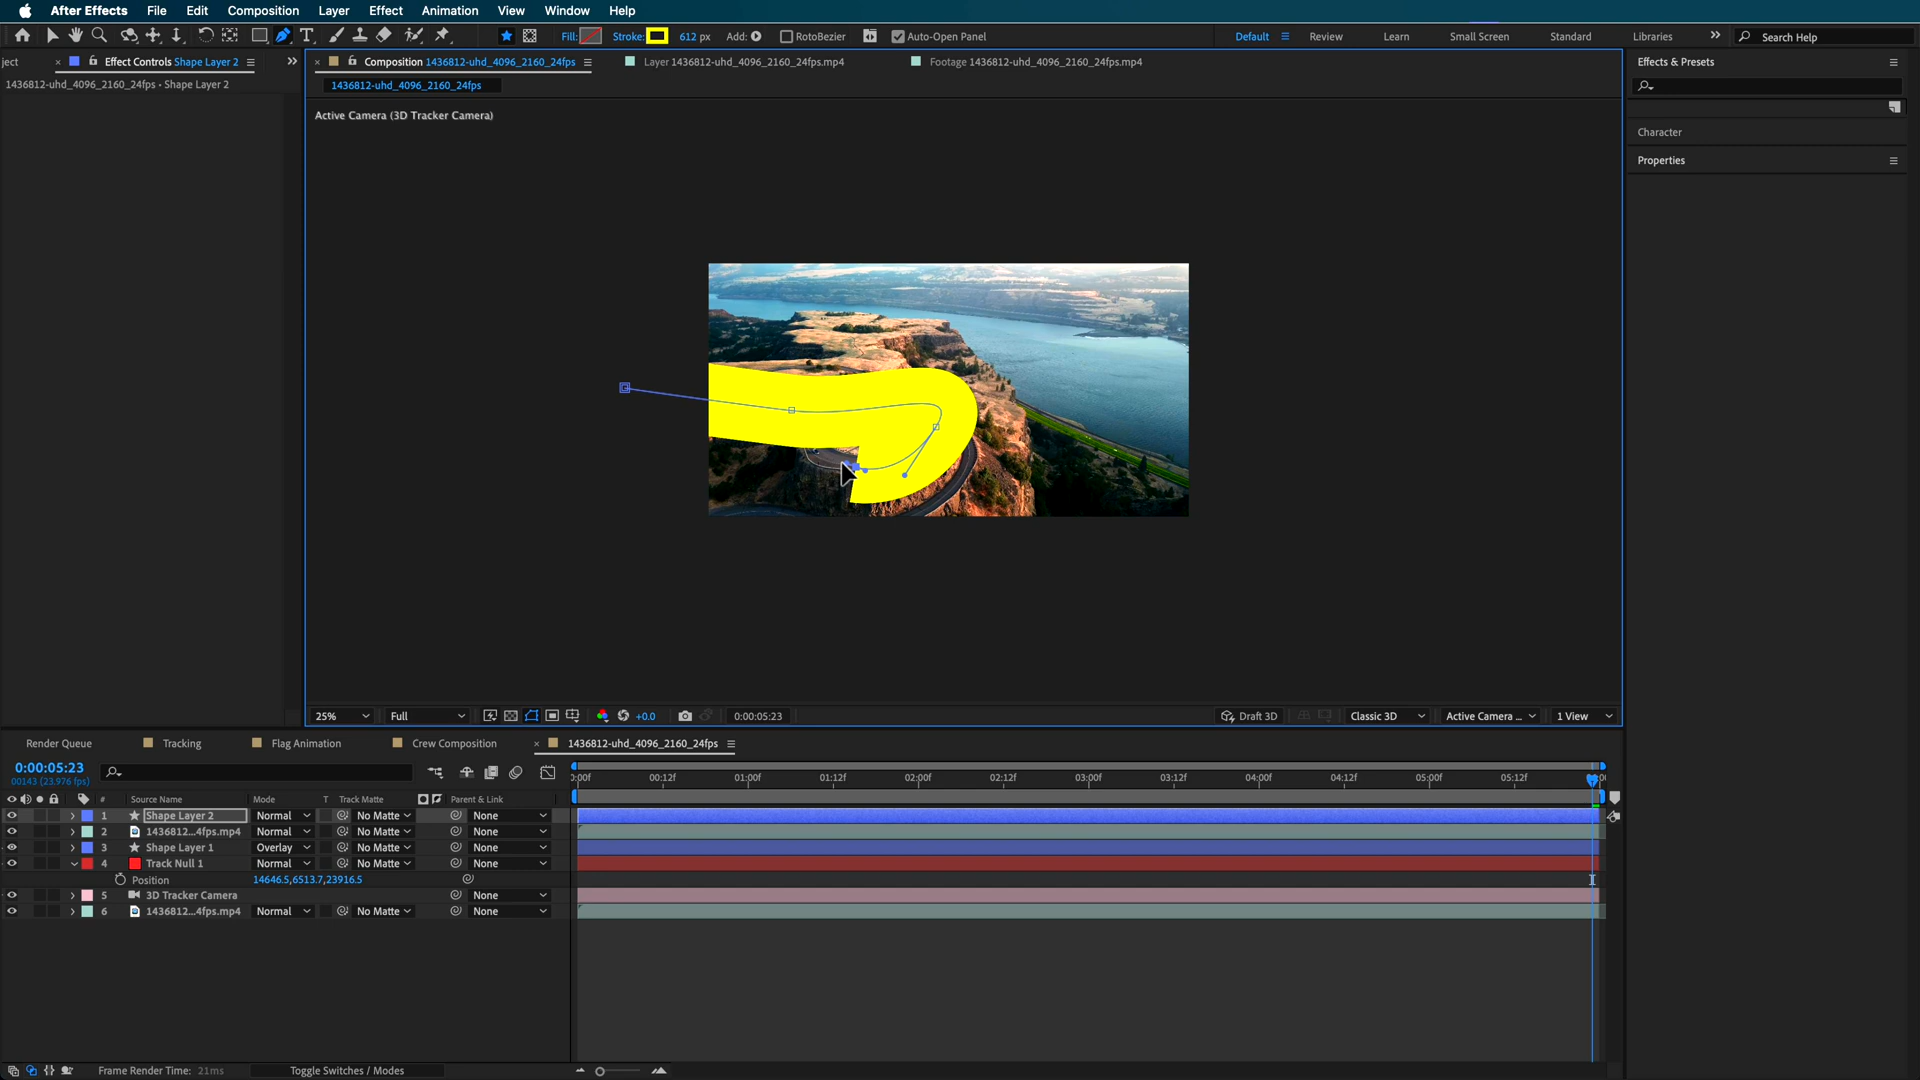 After Effects File Edit Composition Layer Effect Animation View Window Help
Fill: Stroke: 612 px Add: RotoBezier Auto-Open Panel Default Review Learn Small Screen Standard Libraries Search Help
ject Effect Controls Shape Layer 2 Composition 1436812-uhd_4096_2160_24fps Layer 1436812-uhd_4096_2160_24fps.mp4 Footage 1436812-uhd_4096_2160_24fps.mp4 Effects & Presets
1436812-uhd_4096_2160_24fps • Shape Layer 2 1436812-uhd_4096_2160_24fps
Active Camera (3D Tracker Camera)
Character
Properties
25% Full +0.0 0:00:05:23 Draft 3D Classic 3D Active Camera ... 1 View
Render Queue Tracking Flag Animation Crew Composition 1436812-uhd_4096_2160_24fps
0:00:05:23
00143 (23.976 fps)
0:00f 00:12f 01:00f 01:12f 02:00f 02:12f 03:00f 03:12f 04:00f 04:12f 05:00f 05:12f
# Source Name Mode T Track Matte Parent & Link
1 Shape Layer 2 Normal No Matte None
2 1436812...4fps.mp4 Normal No Matte None
3 Shape Layer 1 Overlay No Matte None
4 Track Null 1 Normal No Matte None
Position 14646.5,6513.7,23916.5
5 3D Tracker Camera None
6 1436812...4fps.mp4 Normal No Matte None
Frame Render Time: 21ms Toggle Switches / Modes